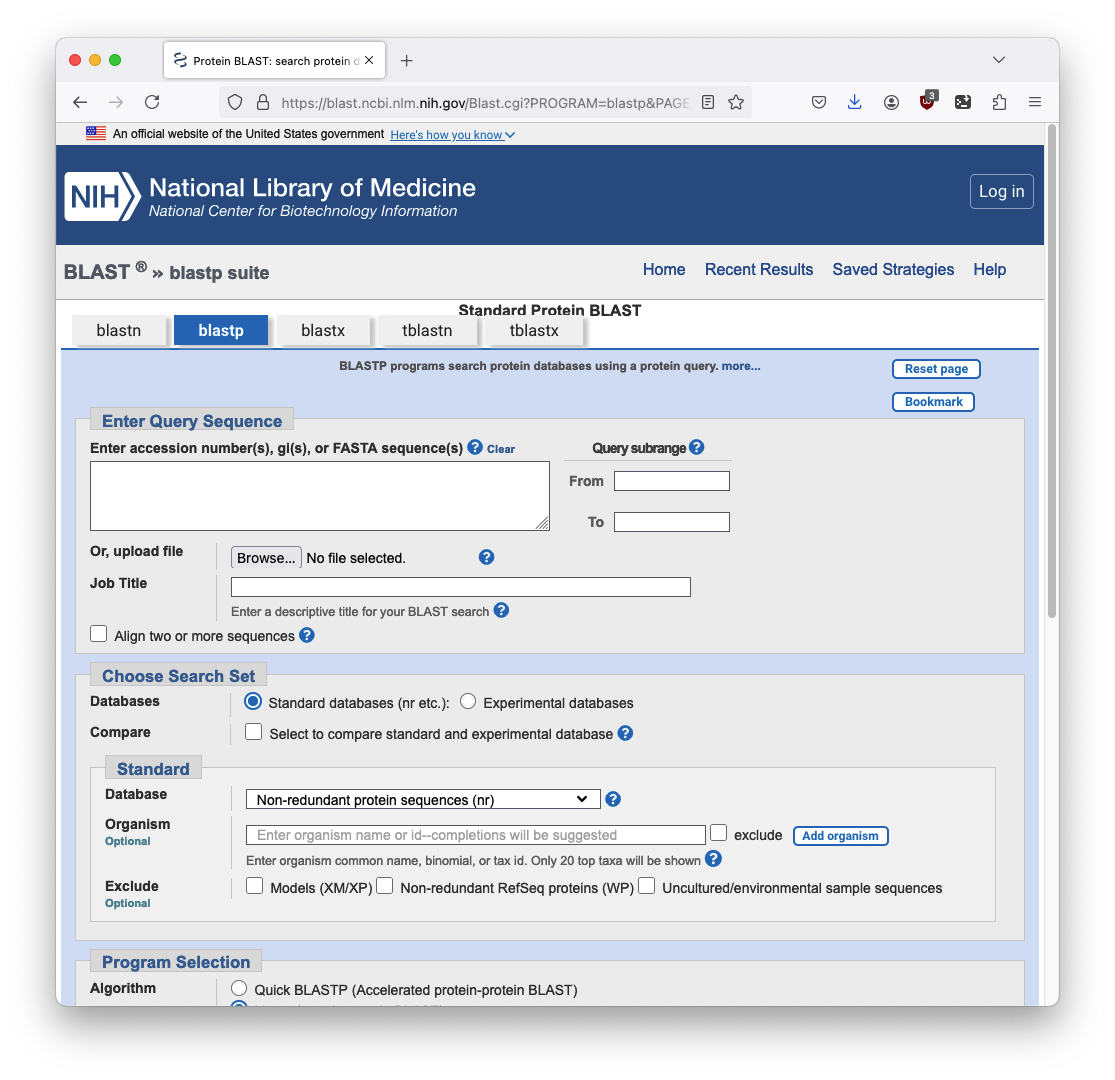 Protein BLAST: search protein d
https://blast.ncbi.nlm.nih.gov/Blast.cgi?PROGRAM=blastp&PAGE
3
An official website of the United States government Here's how you know
NIH National Library of Medicine
National Center for Biotechnology Information
Log in
BLAST ® » blastp suite
Home Recent Results Saved Strategies Help
Standard Protein BLAST
blastn blastp blastx tblastn tblastx
BLASTP programs search protein databases using a protein query. more...
Reset page
Bookmark
Enter Query Sequence
Enter accession number(s), gi(s), or FASTA sequence(s) ? Clear
Query subrange ?
From
To
Or, upload file
Browse... No file selected. ?
Job Title
Enter a descriptive title for your BLAST search ?
Align two or more sequences ?
Choose Search Set
Databases
Standard databases (nr etc.): Experimental databases
Compare
Select to compare standard and experimental database ?
Standard
Database
Non-redundant protein sequences (nr) ?
Organism
Optional
Enter organism name or id--completions will be suggested
exclude Add organism
Enter organism common name, binomial, or tax id. Only 20 top taxa will be shown ?
Exclude
Optional
Models (XM/XP) Non-redundant RefSeq proteins (WP) Uncultured/environmental sample sequences
Program Selection
Algorithm
Quick BLASTP (Accelerated protein-protein BLAST)